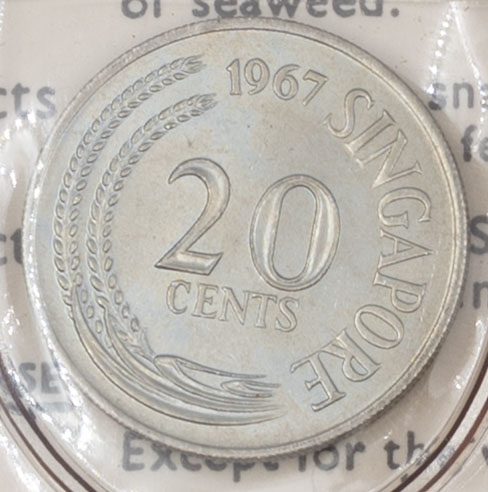 of seaweed.
1967
SINGAPORE
20
CENTS
Except for the